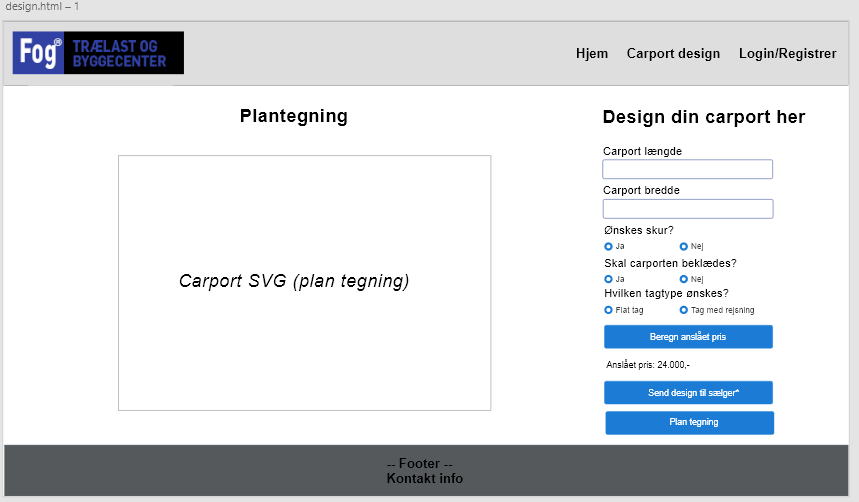 design.html – 1
Fog®
TRÆLAST OG
BYGGECENTER
Hjem Carport design Login/Registrer
Plantegning
Carport SVG (plan tegning)
Design din carport her
Carport længde
Carport bredde
Ønskes skur?
Ja Nej
Skal carporten beklædes?
Ja Nej
Hvilken tagtype ønskes?
Flat tag Tag med rejsning
Beregn anslået pris
Anslået pris: 24.000,-
Send design til sælger*
Plan tegning
-- Footer --
Kontakt info